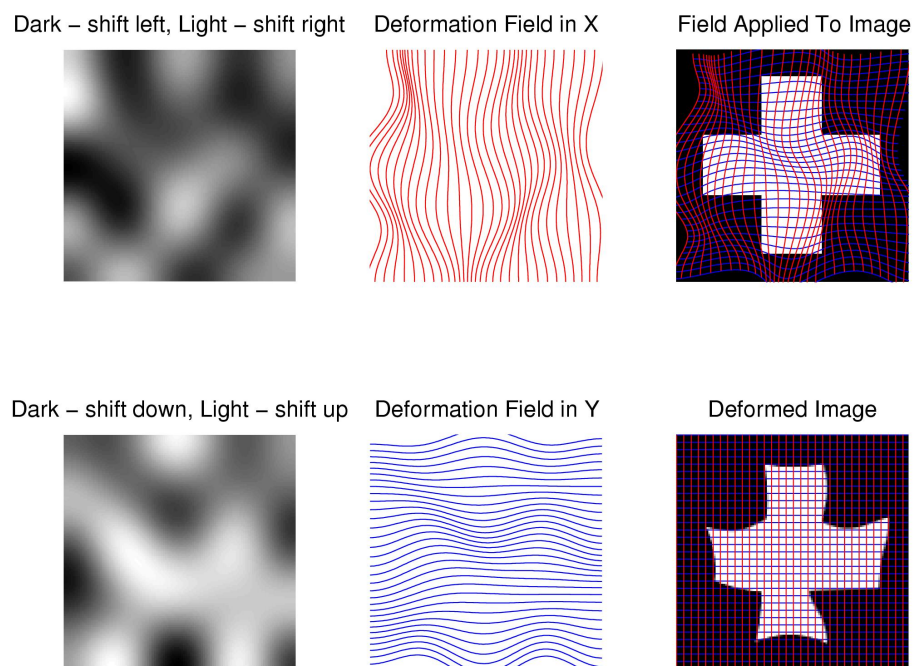 Dark − shift left, Light − shift right
Deformation Field in X
Field Applied To Image
Dark − shift down, Light − shift up
Deformation Field in Y
Deformed Image